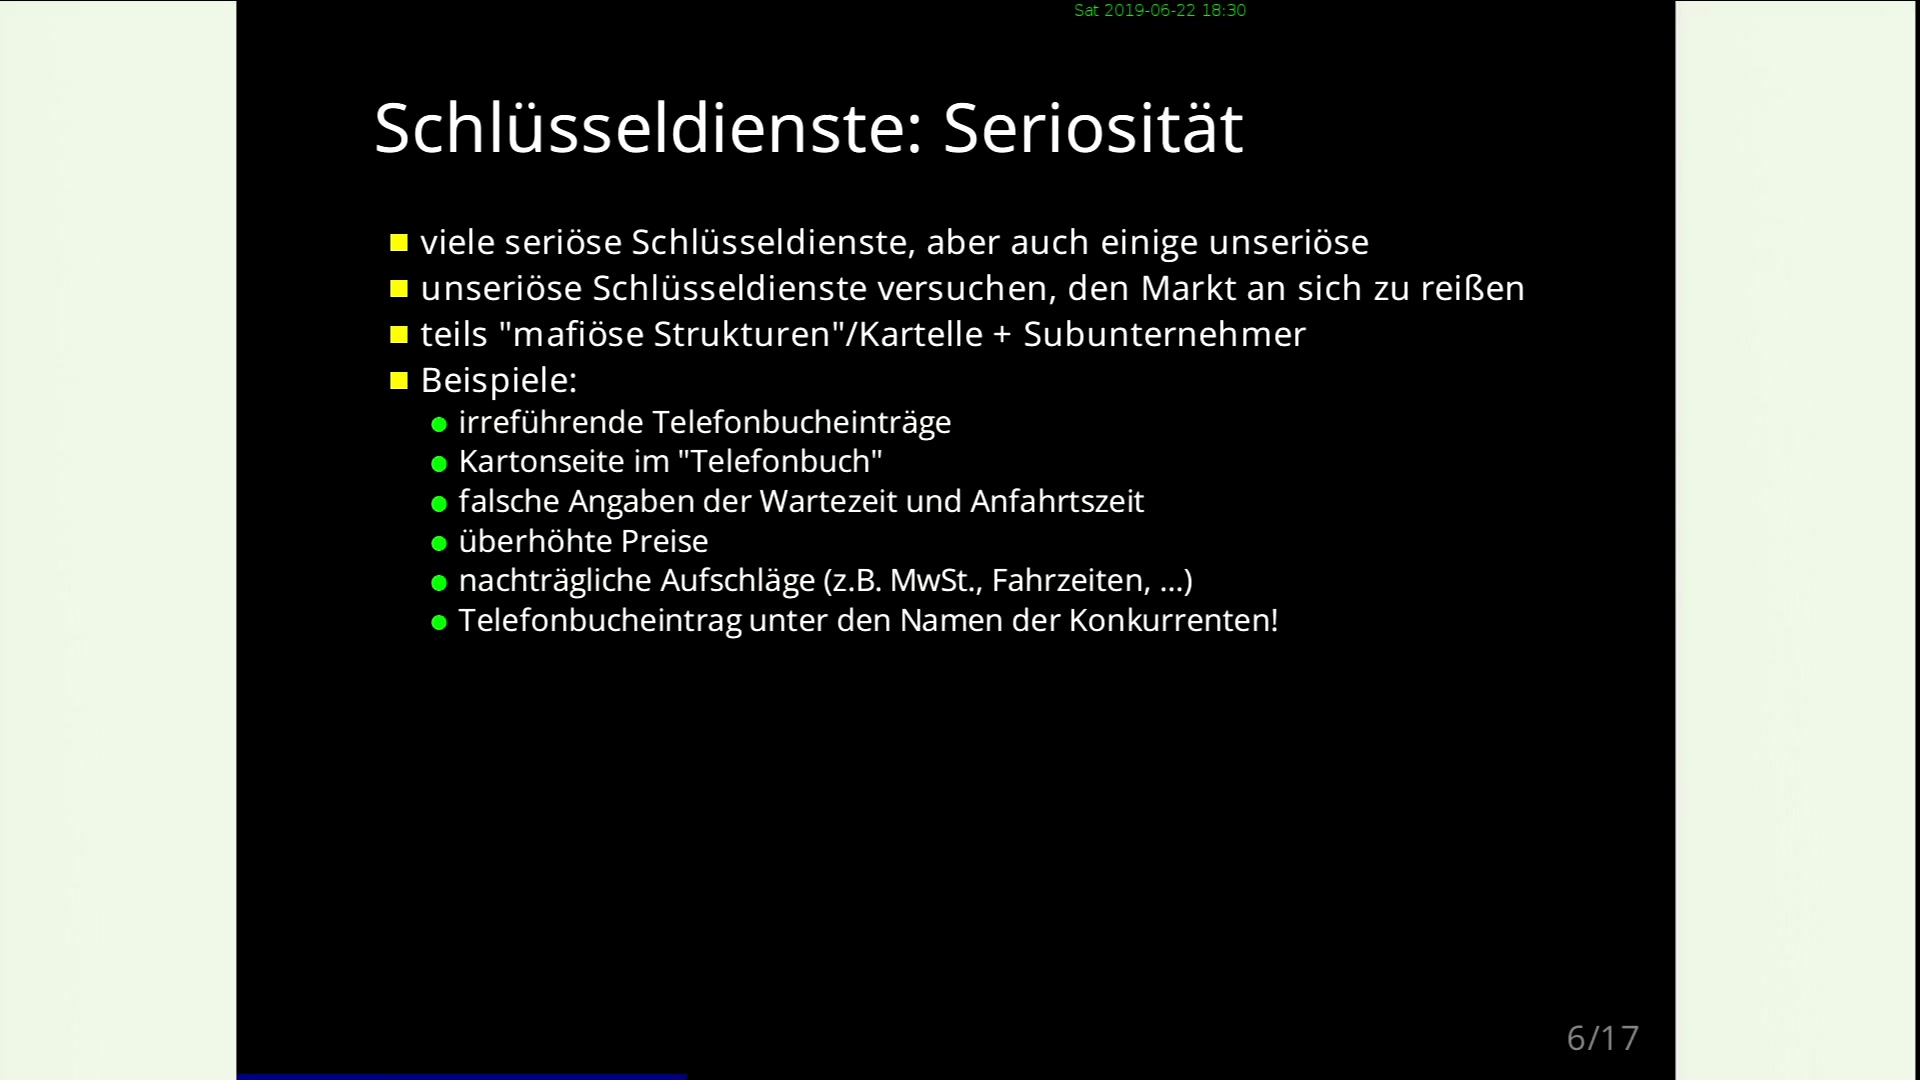 Sat 2019-06-22 18:30
Schlüsseldienste: Seriosität
viele seriöse Schlüsseldienste, aber auch einige unseriöse
unseriöse Schlüsseldienste versuchen, den Markt an sich zu reißen
teils "mafiöse Strukturen"/Kartelle + Subunternehmer
Beispiele:
irreführende Telefonbucheinträge
Kartonseite im "Telefonbuch"
falsche Angaben der Wartezeit und Anfahrtszeit
überhöhte Preise
nachträgliche Aufschläge (z.B. MwSt., Fahrzeiten, ...)
Telefonbucheintrag unter den Namen der Konkurrenten!
6/17